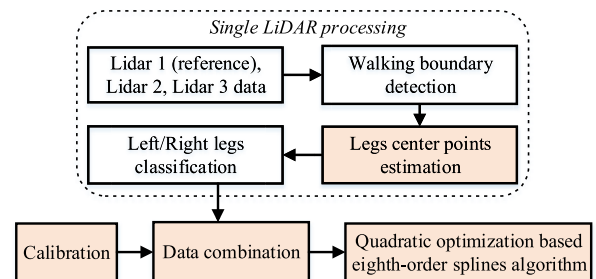 Single LiDAR processing
Lidar 1 (reference),
Lidar 2, Lidar 3 data
Walking boundary
detection
Legs center points
estimation
Left/Right legs
classification
Calibration
Data combination
Quadratic optimization based
eighth-order splines algorithm